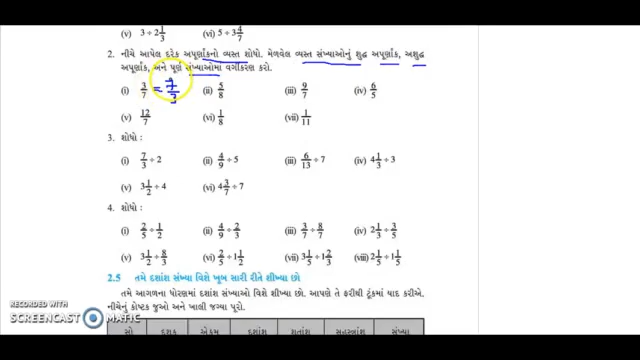 (v) 3 ÷ 2 1/3 (vi) 5 ÷ 3 4/7
2. નીચે આપેલ દરેક અપૂર્ણાંકનો વ્યસ્ત શોધો. મેળવેલ વ્યસ્ત સંખ્યાઓનું શુદ્ધ અપૂર્ણાંક, અશુદ્ધ
અપૂર્ણાંક, અને પૂર્ણ સંખ્યાઓમાં વર્ગીકરણ કરો.
(i) 3/7 = 7/3 (ii) 5/8 (iii) 9/7 (iv) 6/5
(v) 12/7 (vi) 1/8 (vii) 1/11
3. શોધો :
(i) 7/3 ÷ 2 (ii) 4/9 ÷ 5 (iii) 6/13 ÷ 7 (iv) 4 1/3 ÷ 3
(v) 3 1/2 ÷ 4 (vi) 4 3/7 ÷ 7
4. શોધો :
(i) 2/5 ÷ 1/2 (ii) 4/9 ÷ 2/3 (iii) 3/7 ÷ 8/7 (iv) 2 1/3 ÷ 3/5
(v) 3 1/2 ÷ 8/3 (vi) 2/5 ÷ 1 1/2 (vii) 3 1/5 ÷ 1 2/3 (viii) 2 1/5 ÷ 1 1/5
2.5 તમે દશાંશ સંખ્યા વિશે ખૂબ સારી રીતે શીખ્યા છો
તમે આગળના ધોરણમાં દશાંશ સંખ્યાઓ વિશે શીખ્યા છો. આપણે તે ફરીથી ટૂંકમાં યાદ કરીએ.
નીચેનું કોષ્ટક જુઓ અને ખાલી જગ્યા પૂરો.
સો દશક એકમ દશાંશ શતાંશ સહસ્ત્રાંશ સંખ્યા
RECORDED WITH
SCREENCAST MATIC